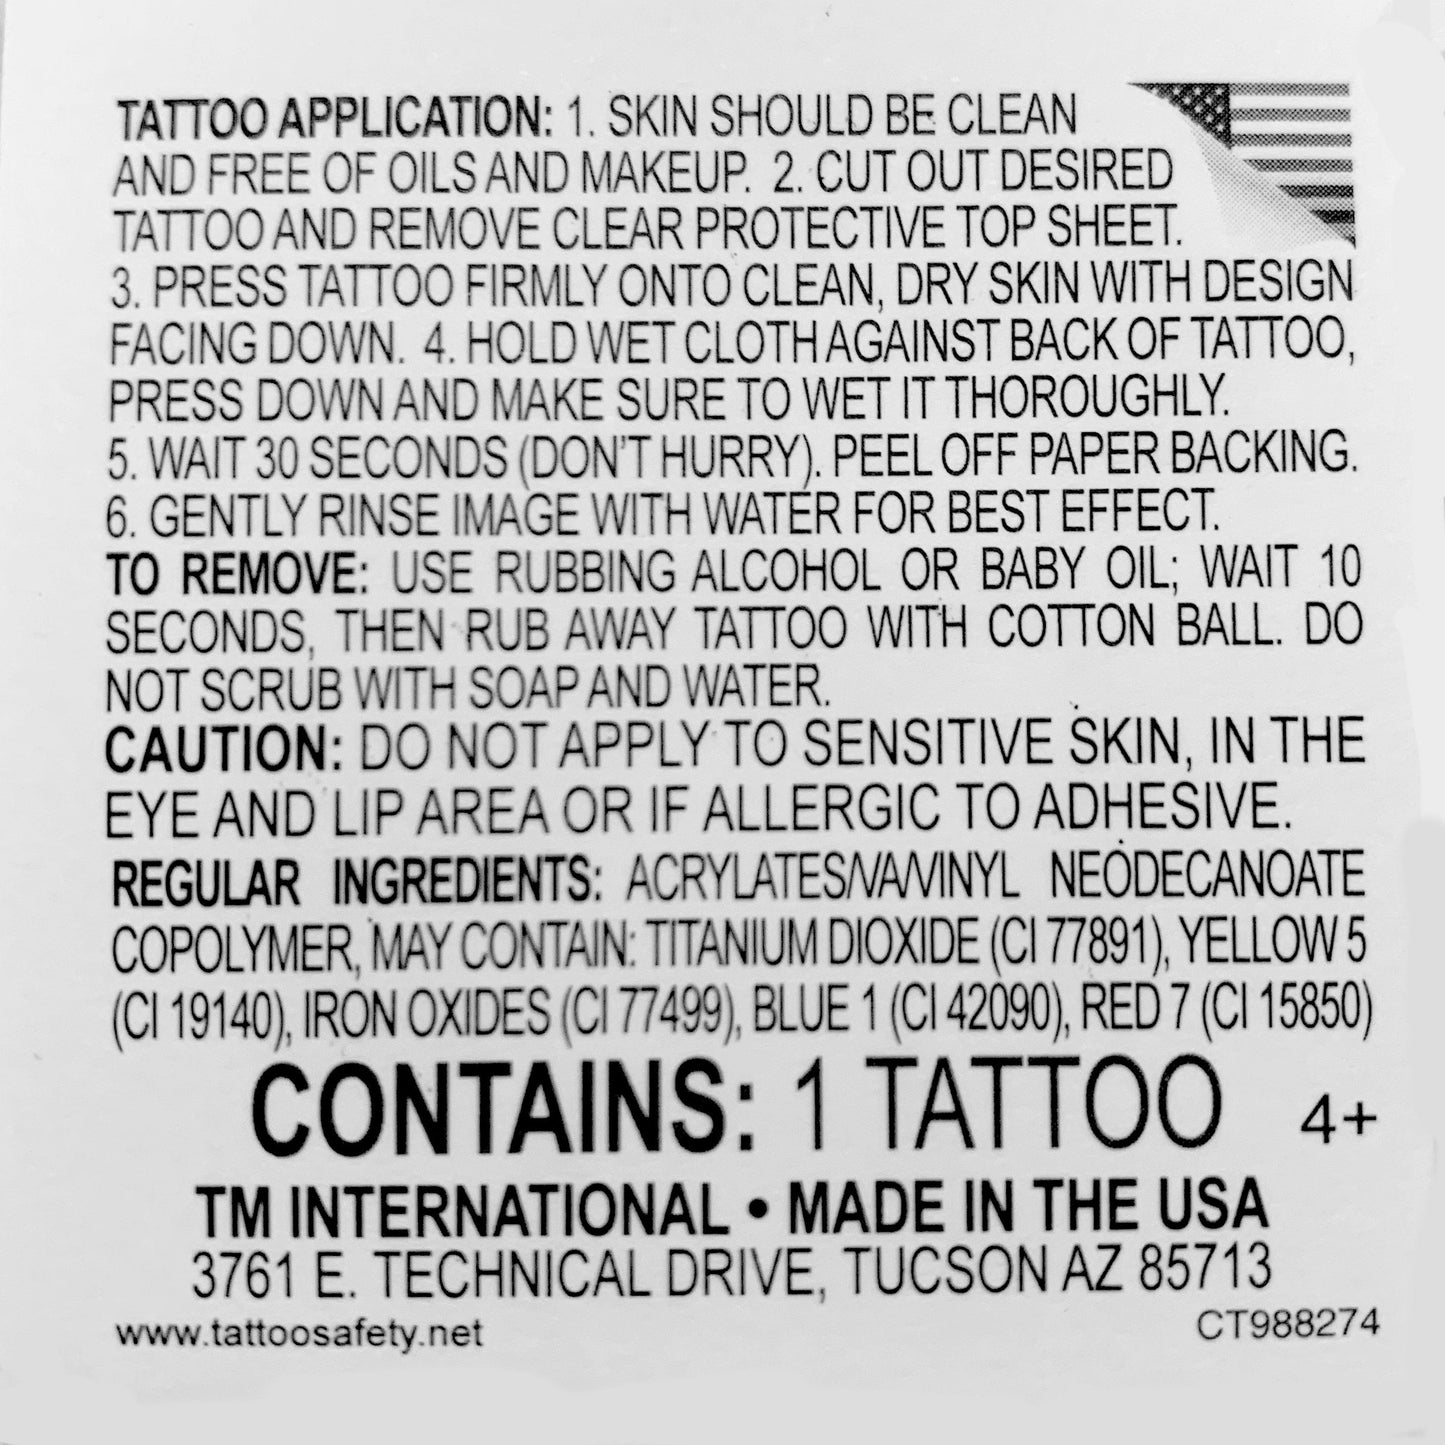 TATTOO APPLICATION: 1. SKIN SHOULD BE CLEAN
AND FREE OF OILS AND MAKEUP. 2. CUT OUT DESIRED
TATTOO AND REMOVE CLEAR PROTECTIVE TOP SHEET.
3. PRESS TATTOO FIRMLY ONTO CLEAN, DRY SKIN WITH DESIGN
FACING DOWN. 4. HOLD WET CLOTH AGAINST BACK OF TATTOO,
PRESS DOWN AND MAKE SURE TO WET IT THOROUGHLY.
5. WAIT 30 SECONDS (DON'T HURRY). PEEL OFF PAPER BACKING.
6. GENTLY RINSE IMAGE WITH WATER FOR BEST EFFECT.
TO REMOVE: USE RUBBING ALCOHOL OR BABY OIL; WAIT 10
SECONDS, THEN RUB AWAY TATTOO WITH COTTON BALL. DO
NOT SCRUB WITH SOAP AND WATER.
CAUTION: DO NOT APPLY TO SENSITIVE SKIN, IN THE
EYE AND LIP AREA OR IF ALLERGIC TO ADHESIVE.
REGULAR INGREDIENTS: ACRYLATES/VA/VINYL NEODECANOATE
COPOLYMER, MAY CONTAIN: TITANIUM DIOXIDE (CI 77891), YELLOW 5
(CI 19140), IRON OXIDES (CI 77499), BLUE 1 (CI 42090), RED 7 (CI 15850)
CONTAINS: 1 TATTOO 4+
TM INTERNATIONAL • MADE IN THE USA
3761 E. TECHNICAL DRIVE, TUCSON AZ 85713
www.tattoosafety.net CT988274